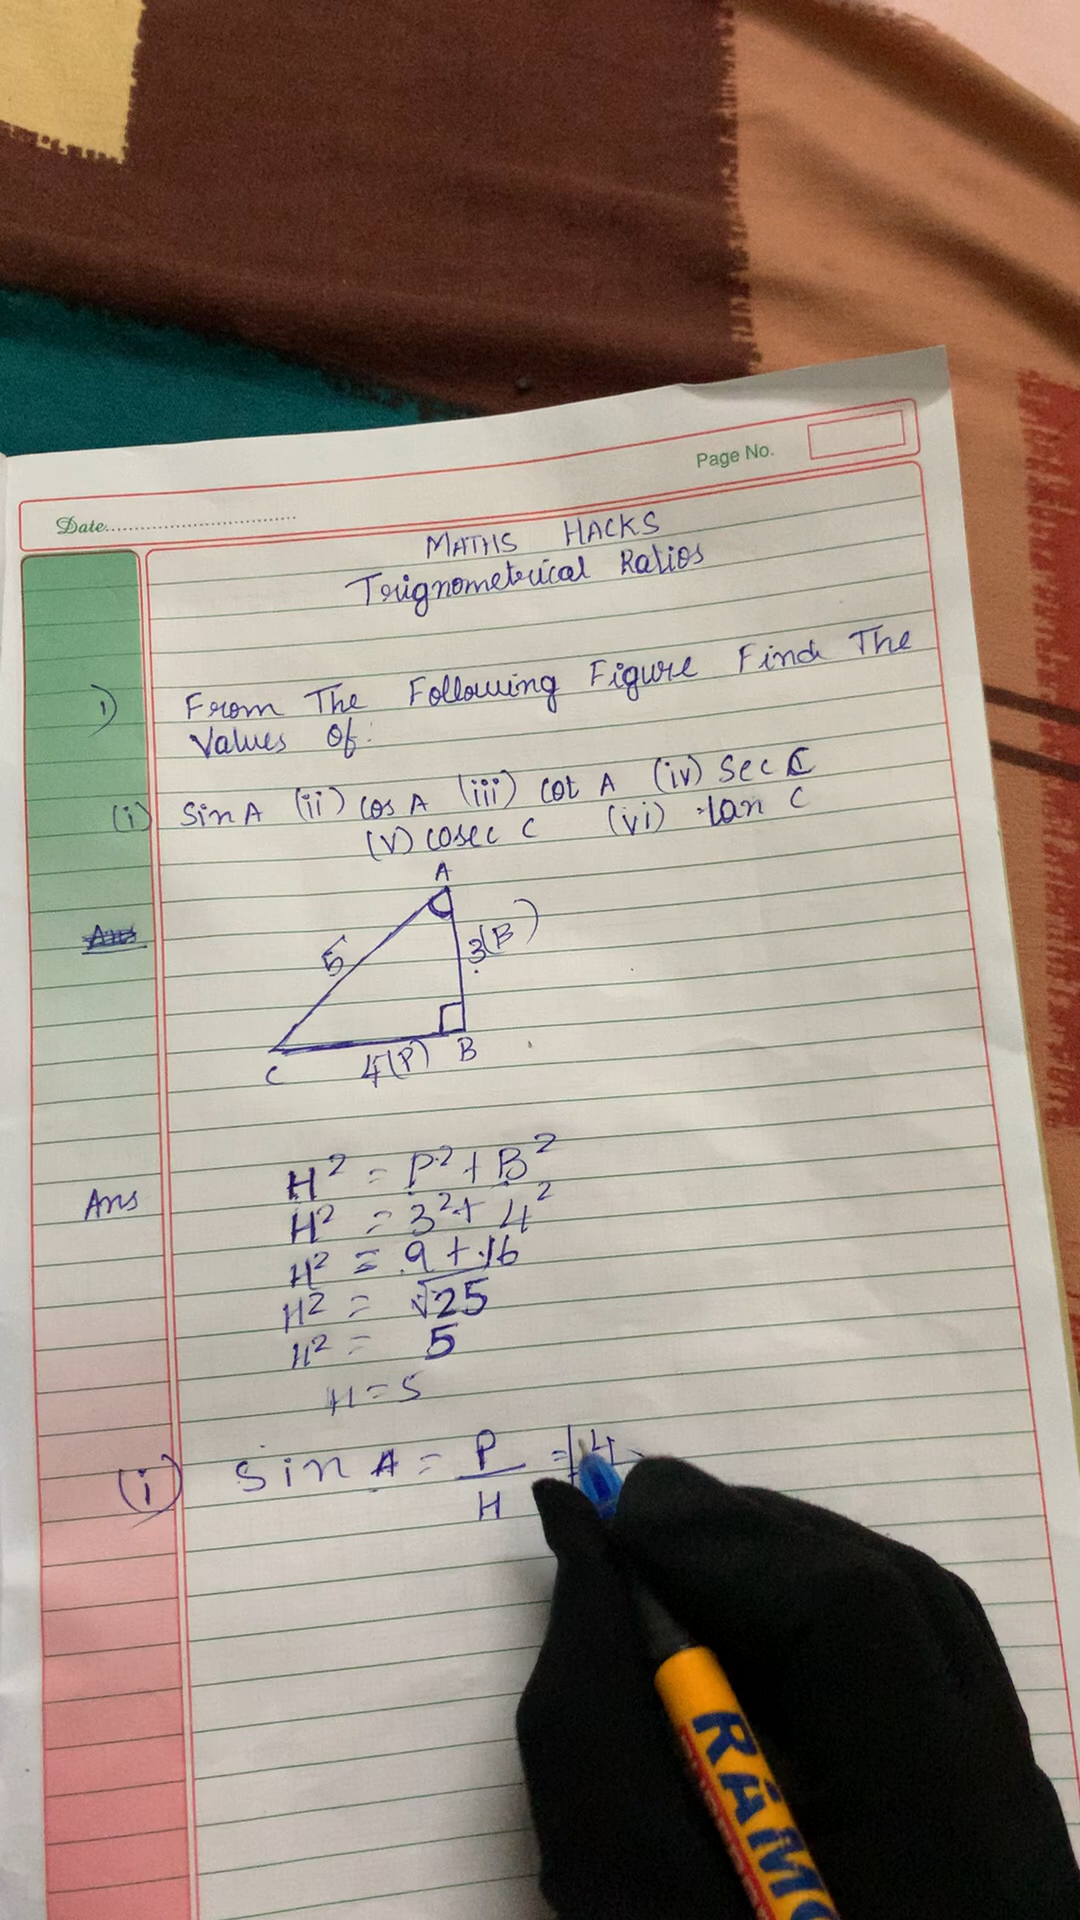 Page No.
Date
MATHS HACKS
Trignometrical Ratios
1) From The Following Figure Find The
Values Of:
(i) Sin A (ii) cos A (iii) cot A (iv) Sec C
(v) cosec C (vi) tan C
A
Ans
5
3(B)
C
4(P)
B
Ans
H² = P² + B²
H² = 3² + 4²
H² = 9 + 16
H² = √25
H² = 5
H = 5
(i) Sin A = P/H = 4